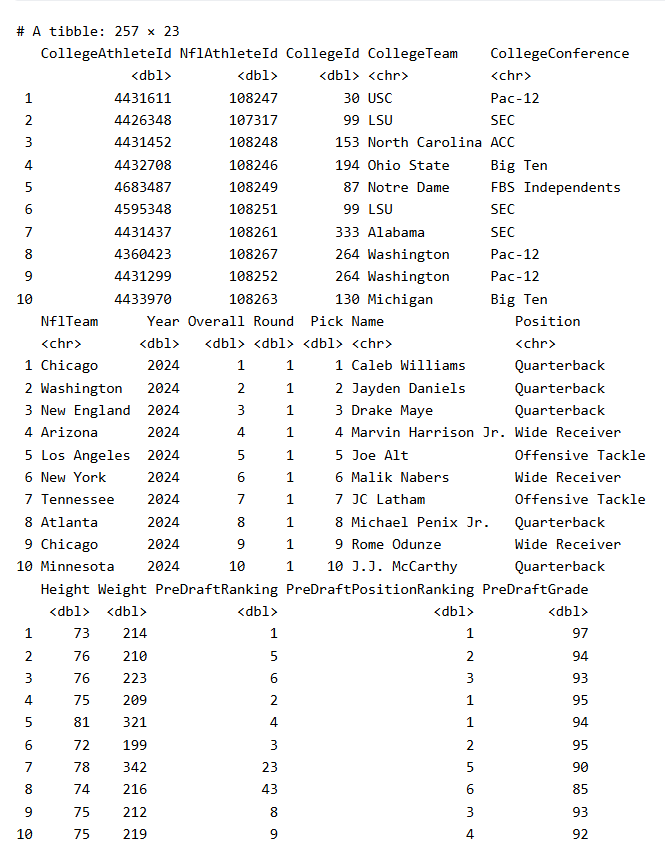 # A tibble: 257 × 23
CollegeAthleteId NflAthleteId CollegeId CollegeTeam CollegeConference
<dbl> <dbl> <dbl> <chr> <chr>
1 4431611 108247 30 USC Pac-12
2 4426348 107317 99 LSU SEC
3 4431452 108248 153 North Carolina ACC
4 4432708 108246 194 Ohio State Big Ten
5 4683487 108249 87 Notre Dame FBS Independents
6 4595348 108251 99 LSU SEC
7 4431437 108261 333 Alabama SEC
8 4360423 108267 264 Washington Pac-12
9 4431299 108252 264 Washington Pac-12
10 4433970 108263 130 Michigan Big Ten
NflTeam Year Overall Round Pick Name Position
<chr> <dbl> <dbl> <dbl> <dbl> <chr> <chr>
1 Chicago 2024 1 1 1 Caleb Williams Quarterback
2 Washington 2024 2 1 2 Jayden Daniels Quarterback
3 New England 2024 3 1 3 Drake Maye Quarterback
4 Arizona 2024 4 1 4 Marvin Harrison Jr. Wide Receiver
5 Los Angeles 2024 5 1 5 Joe Alt Offensive Tackle
6 New York 2024 6 1 6 Malik Nabers Wide Receiver
7 Tennessee 2024 7 1 7 JC Latham Offensive Tackle
8 Atlanta 2024 8 1 8 Michael Penix Jr. Quarterback
9 Chicago 2024 9 1 9 Rome Odunze Wide Receiver
10 Minnesota 2024 10 1 10 J.J. McCarthy Quarterback
Height Weight PreDraftRanking PreDraftPositionRanking PreDraftGrade
<dbl> <dbl> <dbl> <dbl> <dbl>
1 73 214 1 1 97
2 76 210 5 2 94
3 76 223 6 3 93
4 75 209 2 1 95
5 81 321 4 1 94
6 72 199 3 2 95
7 78 342 23 5 90
8 74 216 43 6 85
9 75 212 8 3 93
10 75 219 9 4 92